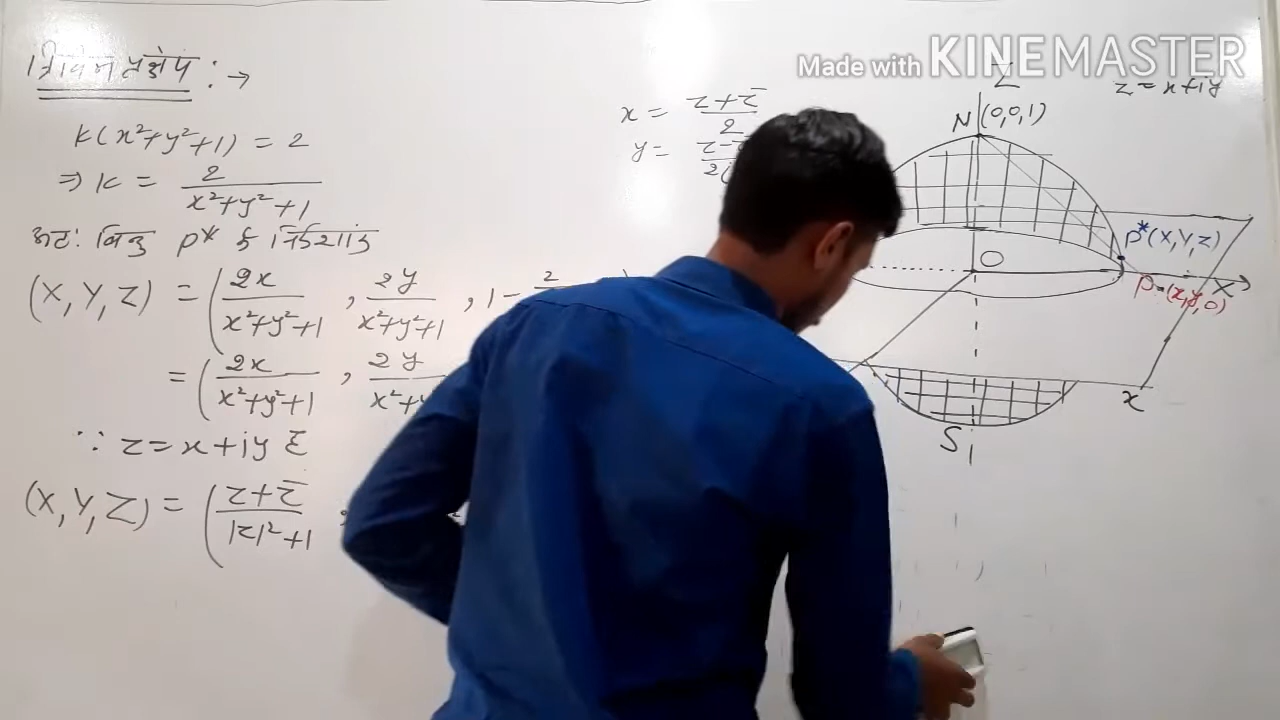 त्रिविम प्रक्षेप :→
k(x²+y²+1) = 2
⇒ k = 2/(x²+y²+1)
अतः बिन्दु P* के निर्देशांक
(X, Y, Z) = (2x/(x²+y²+1), 2y/(x²+y²+1), 1 - 2
= (2x/(x²+y²+1), 2y/
∵ z = x+iy z̄
(X, Y, Z) = ((z+z̄)/(|z|²+1)
x = (z+z̄)/2
y =
Made with KINEMASTER
Z
z = x+iy
N (0,0,1)
P*(X,Y,Z)
O
P=(x,y,0)
X
x
S